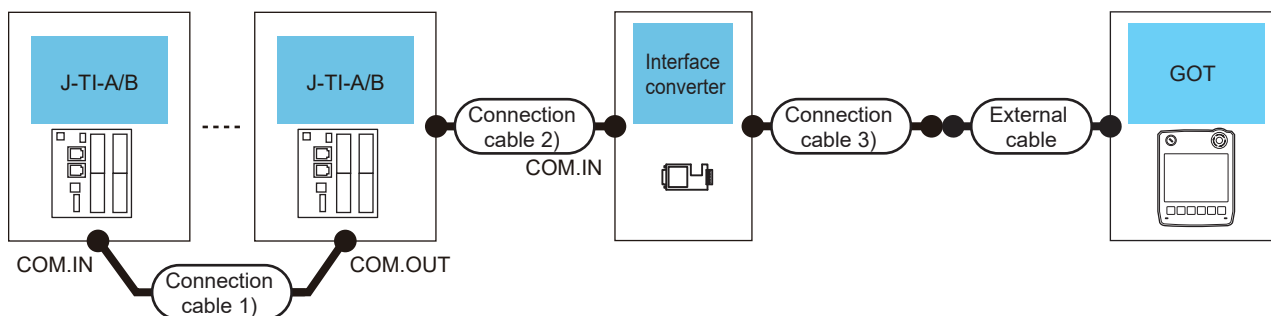 J-TI-A/B
J-TI-A/B
Interface
converter
GOT
Connection
cable 2)
Connection
cable 3)
External
cable
COM.IN
COM.IN
COM.OUT
Connection
cable 1)